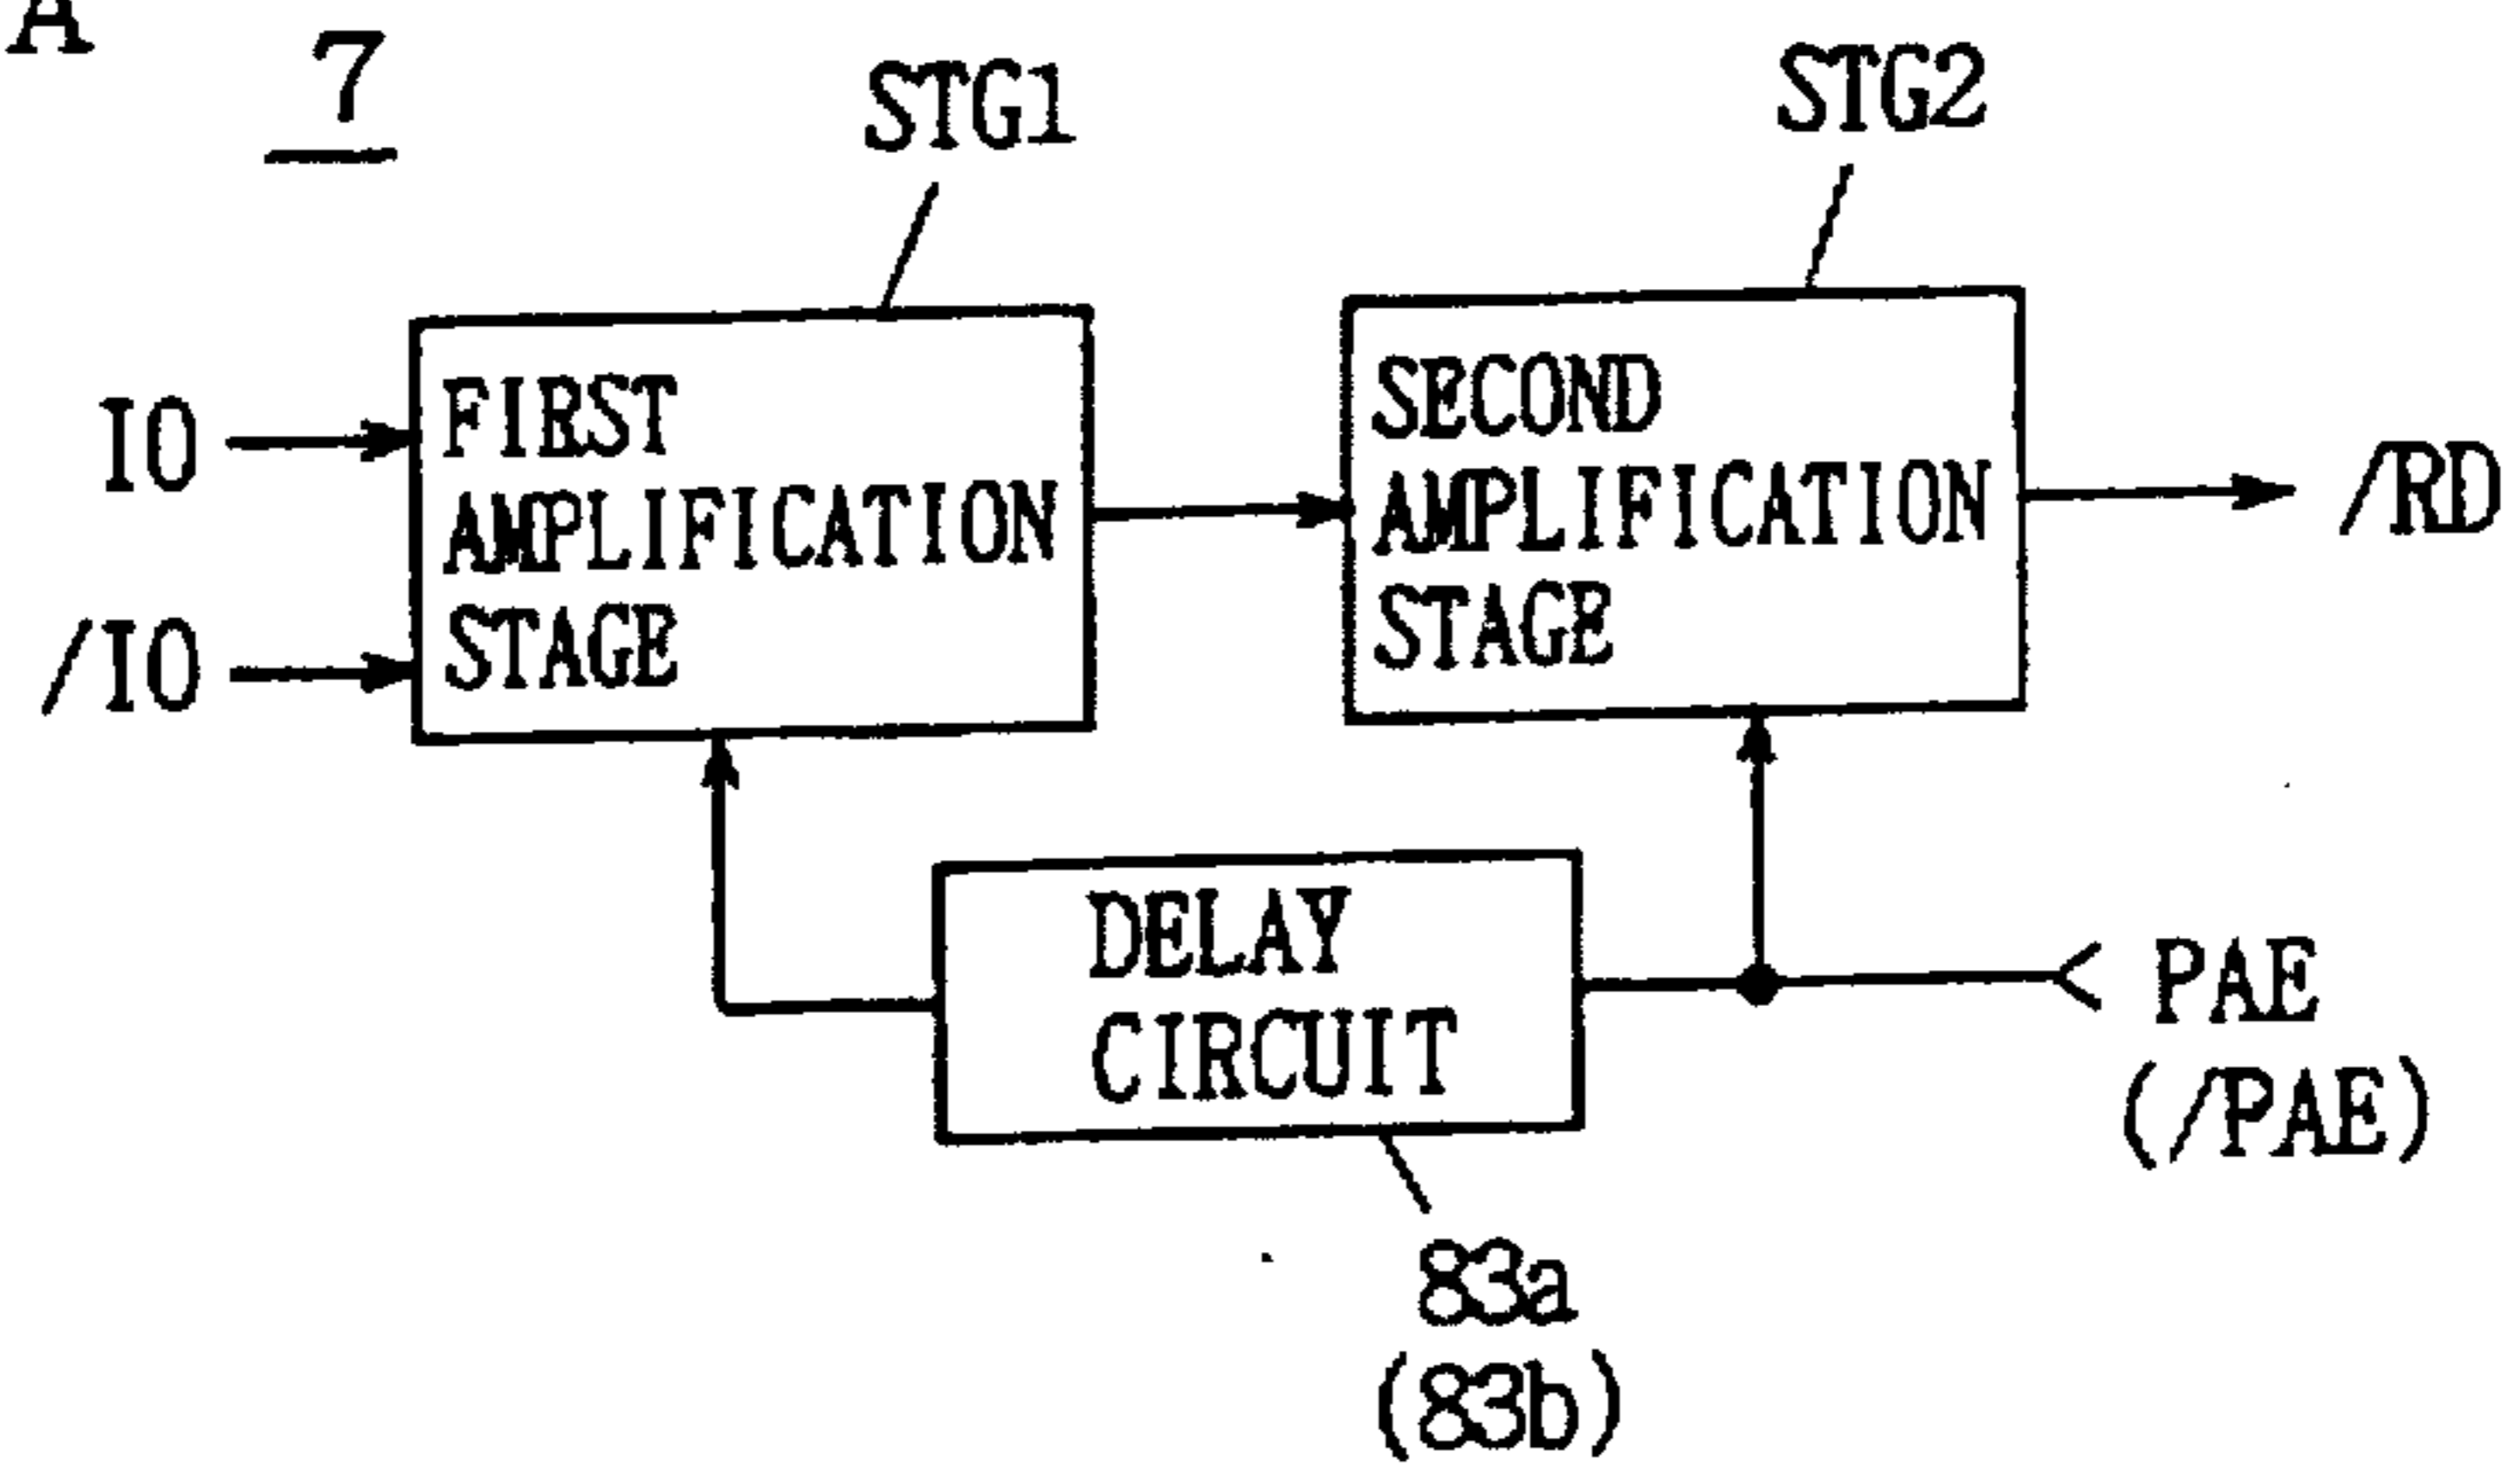 A
7
STG1
STG2
IO
/IO
FIRST
AMPLIFICATION
STAGE
SECOND
AMPLIFICATION
STAGE
/RD
DELAY
CIRCUIT
PAE
(/PAE)
83a
(83b)